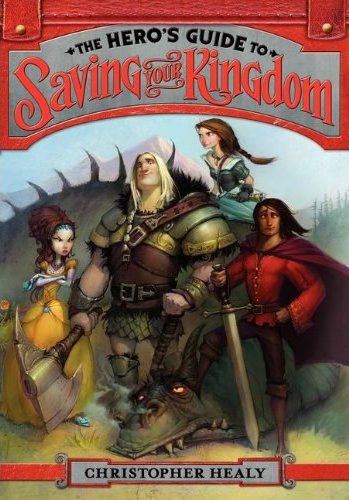 THE HERO'S GUIDE TO
Saving YOUR Kingdom
CHRISTOPHER HEALY